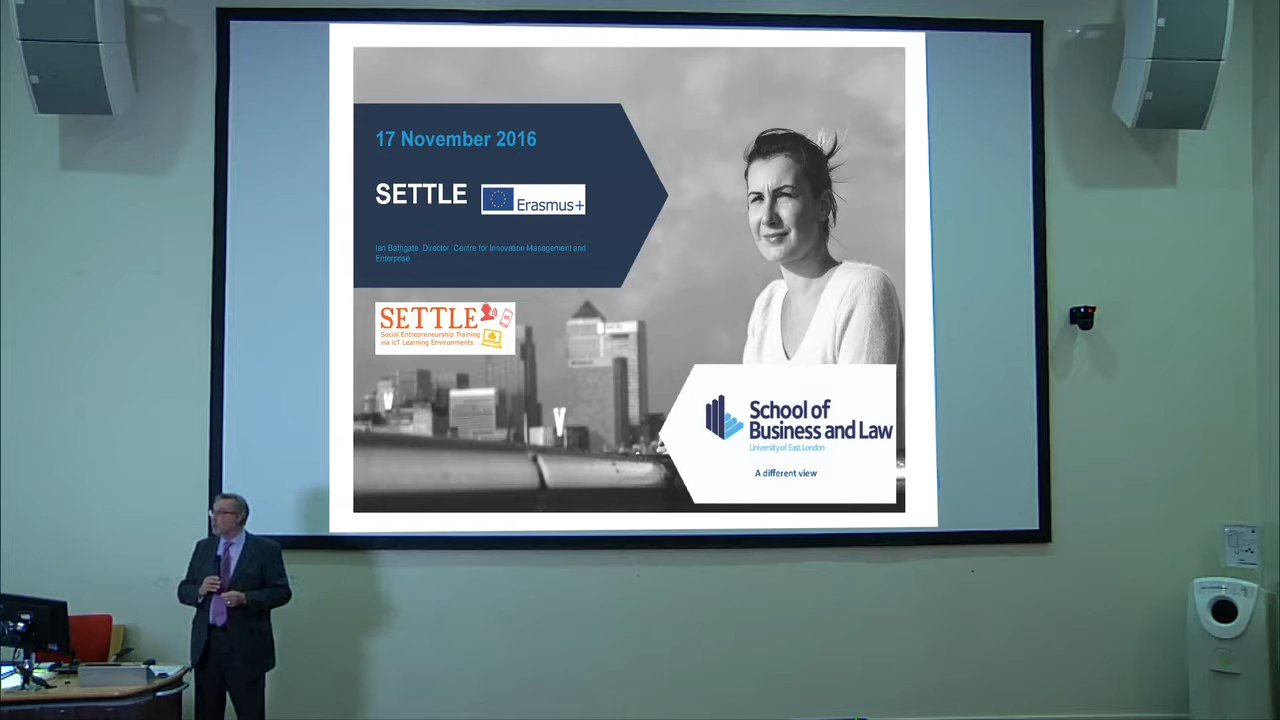 17 November 2016
SETTLE
Erasmus+
Ian Bathgate Director Centre for Innovation Management and
Enterprise
SETTLE
Social Entrepreneurship Training
via IcT Learning Environments
School of
Business and Law
University of East London
A different view